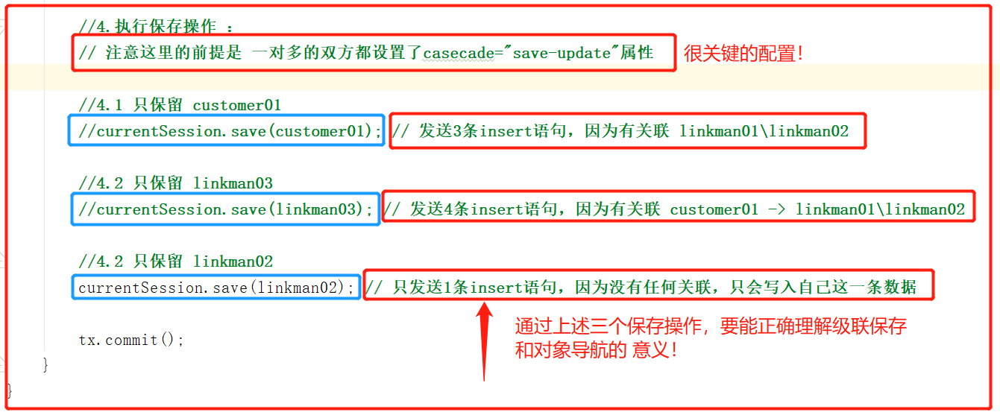 //4.执行保存操作 :
// 注意这里的前提是 一对多的双方都设置了casecade="save-update"属性
很关键的配置！
//4.1 只保留 customer01
//currentSession.save(customer01); // 发送3条insert语句，因为有关联 linkman01\linkman02
//4.2 只保留 linkman03
//currentSession.save(linkman03); // 发送4条insert语句，因为有关联 customer01 -> linkman01\linkman02
//4.2 只保留 linkman02
currentSession.save(linkman02); // 只发送1条insert语句，因为没有任何关联，只会写入自己这一条数据
通过上述三个保存操作，要能正确理解级联保存
和对象导航的 意义！
tx.commit();
}
}